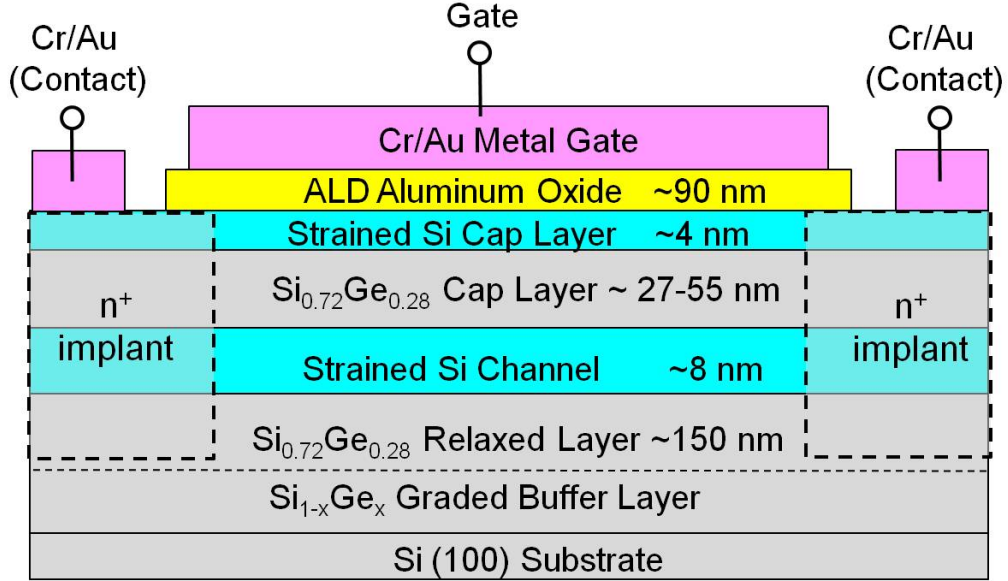 Gate
Cr/Au
(Contact)
Cr/Au
(Contact)
Cr/Au Metal Gate
ALD Aluminum Oxide ~90 nm
Strained Si Cap Layer ~4 nm
Si₀.₇₂Ge₀.₂₈ Cap Layer ~ 27-55 nm
n⁺
implant
n⁺
implant
Strained Si Channel ~8 nm
Si₀.₇₂Ge₀.₂₈ Relaxed Layer ~150 nm
Si₁₋ₓGeₓ Graded Buffer Layer
Si (100) Substrate